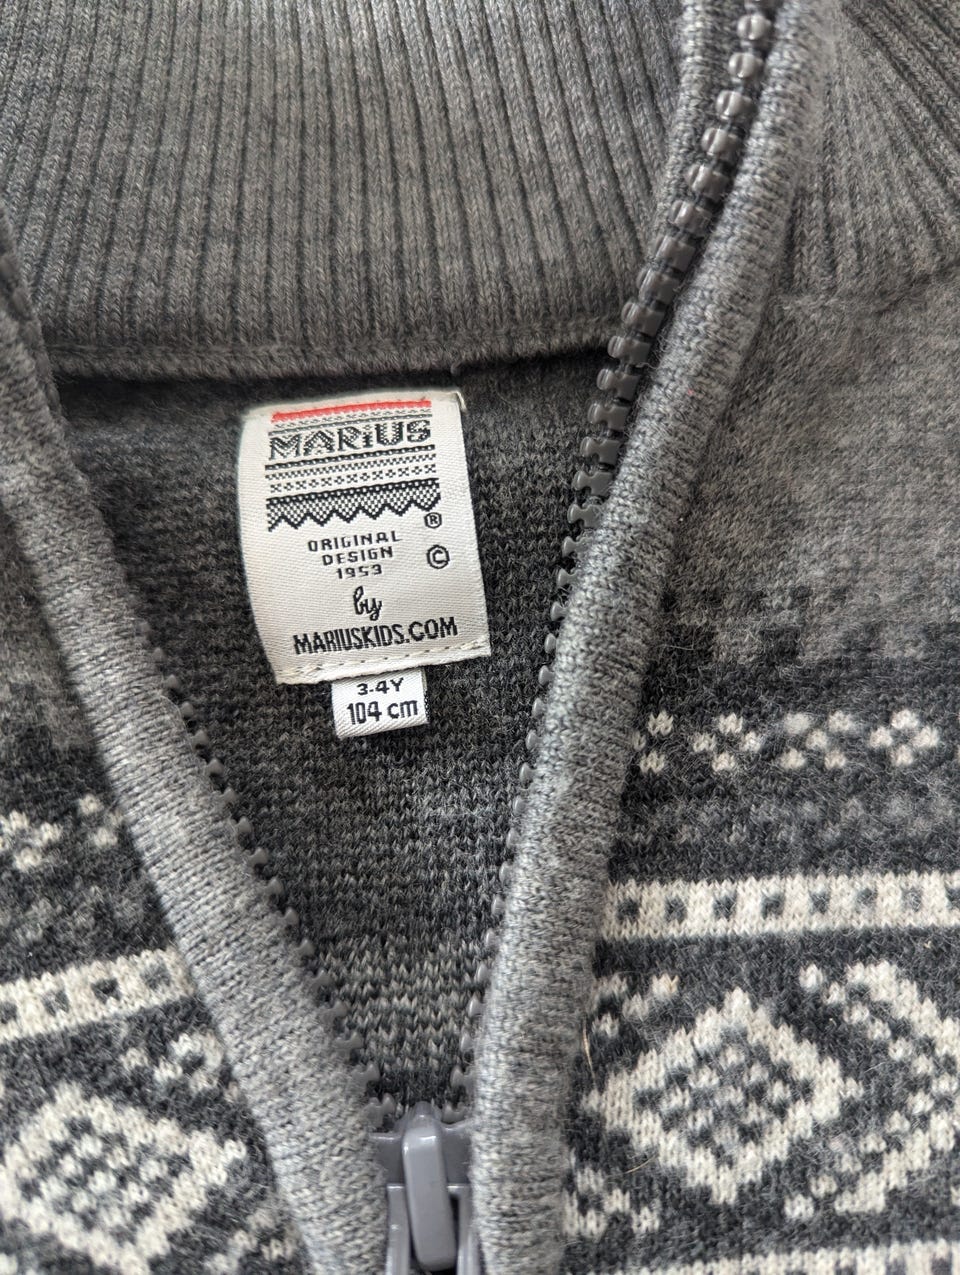 MARiUS
®
ORIGINAL
DESIGN
1953
©
by
MARIUSKIDS.COM
3-4Y
104 cm